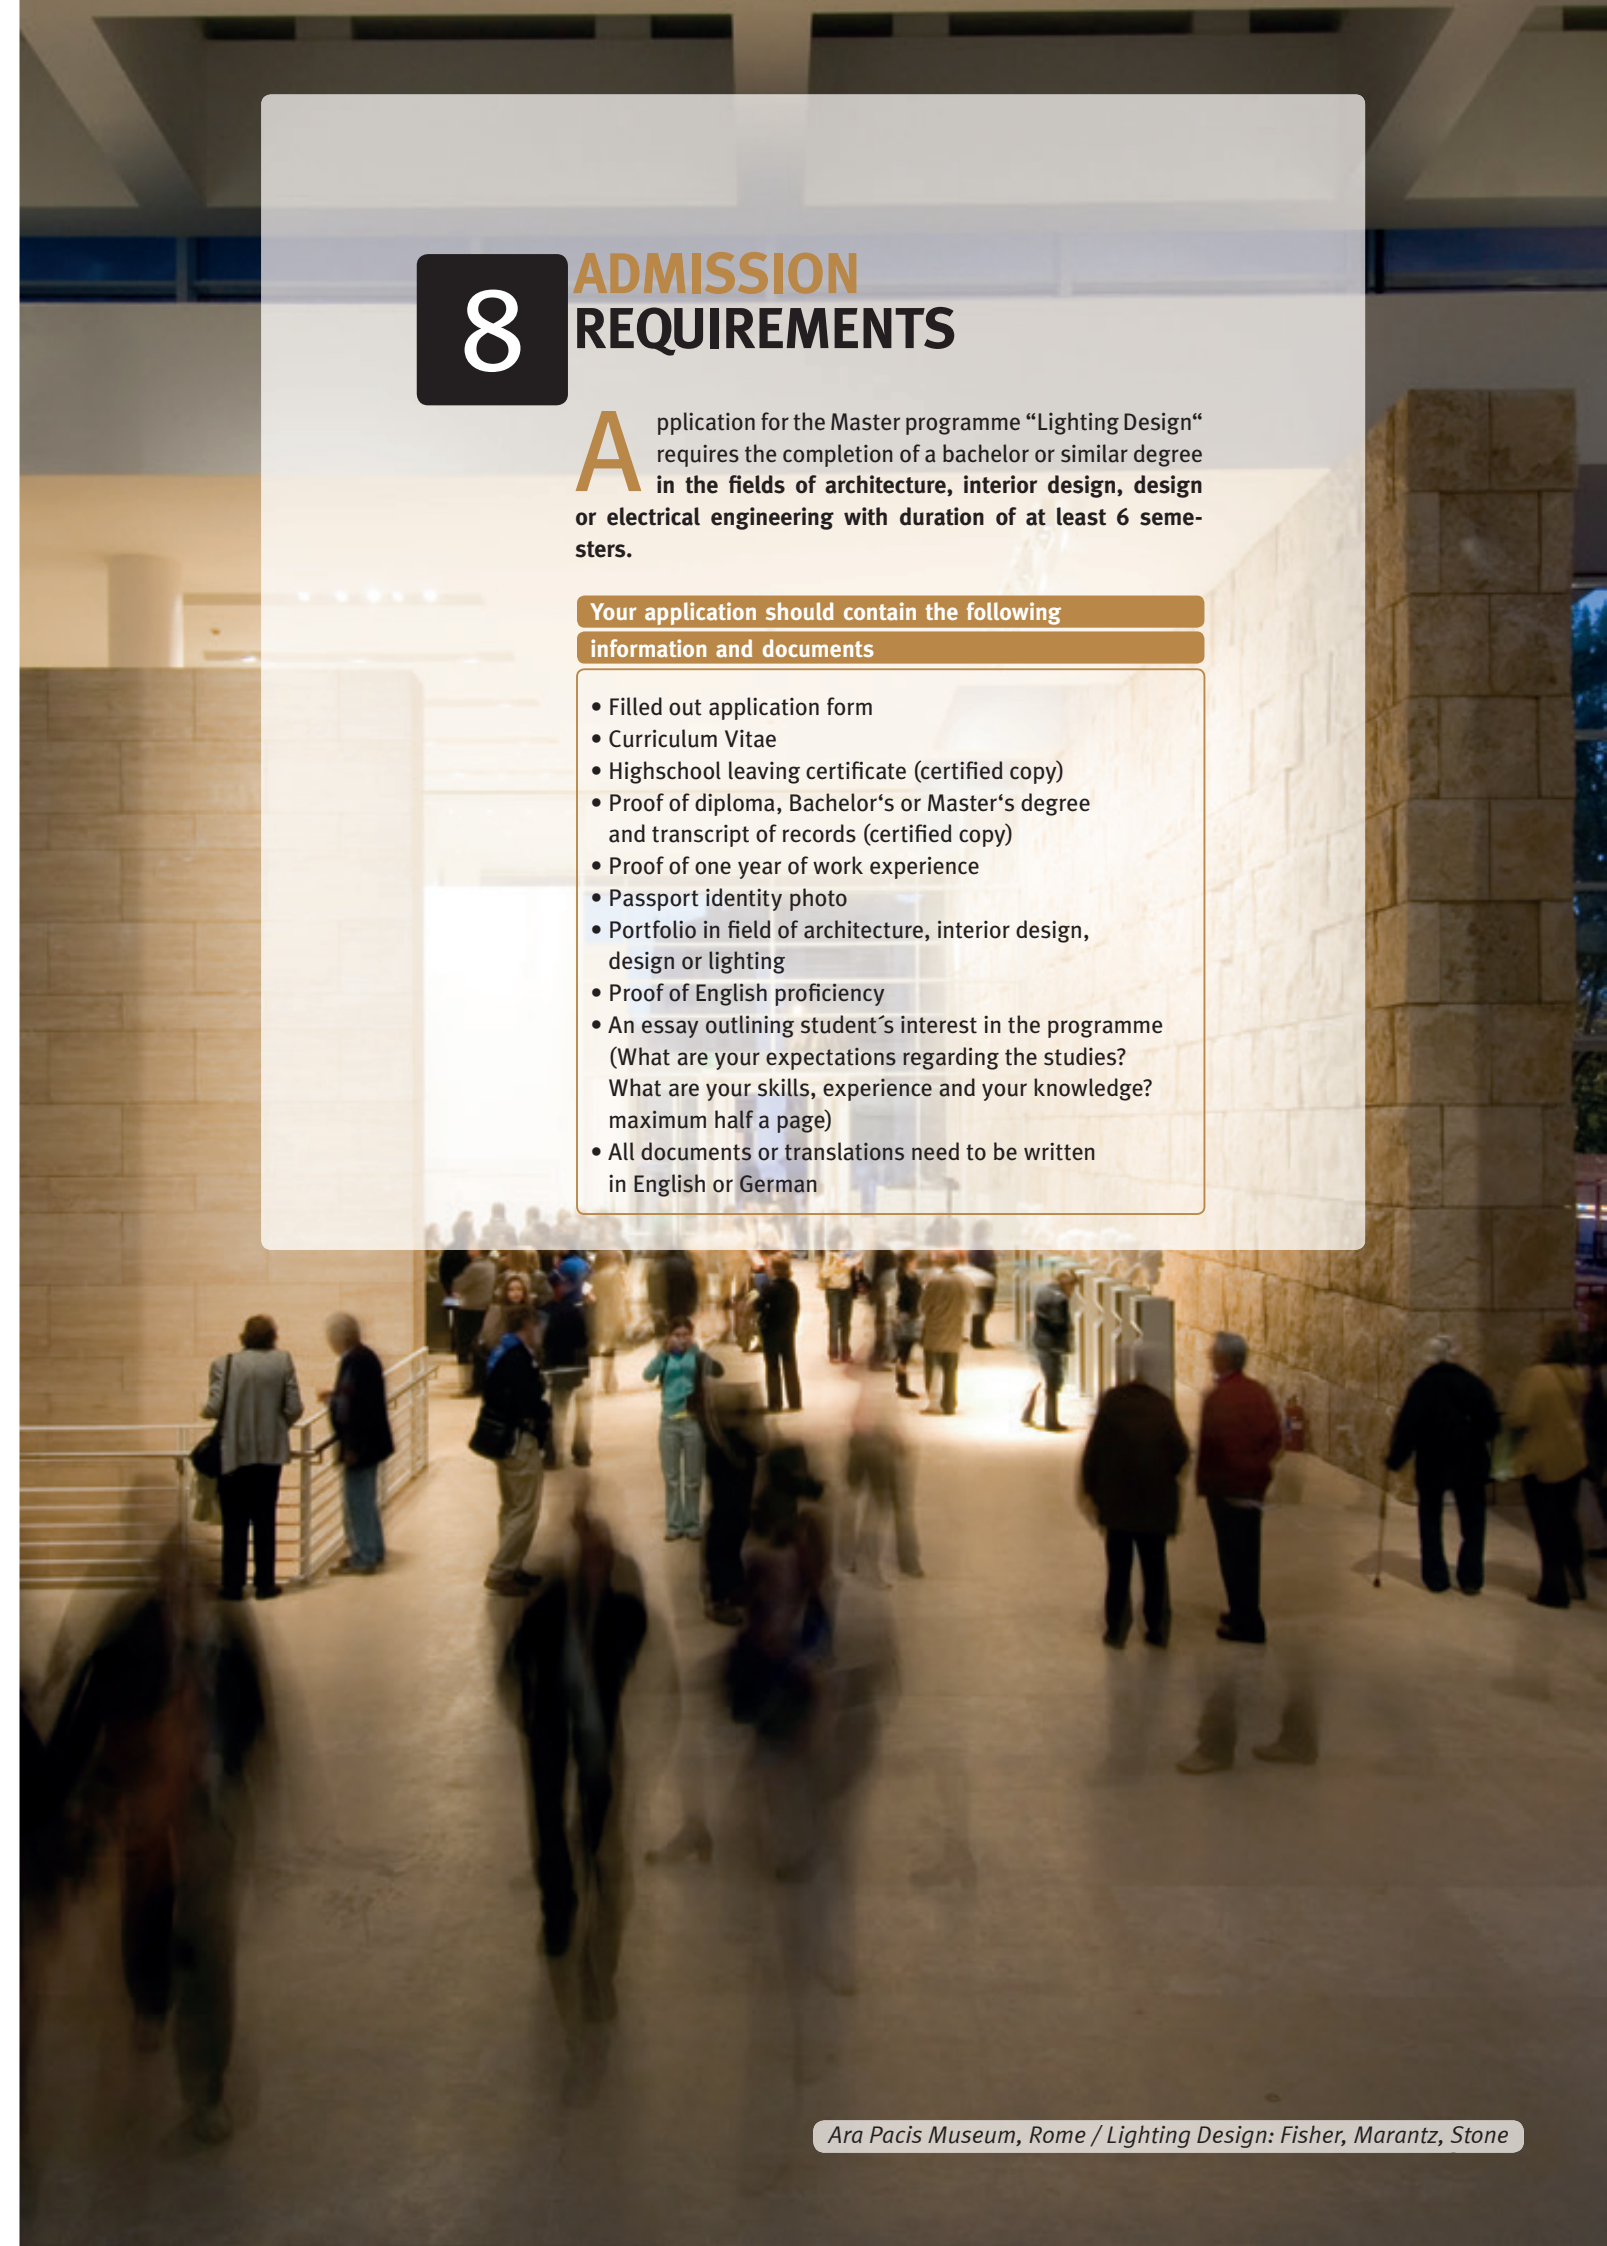 8
ADMISSION
REQUIREMENTS
Application for the Master programme “Lighting Design“
requires the completion of a bachelor or similar degree
in the fields of architecture, interior design, design
or electrical engineering with duration of at least 6 seme-
sters.
Your application should contain the following
information and documents
• Filled out application form
• Curriculum Vitae
• Highschool leaving certificate (certified copy)
• Proof of diploma, Bachelor‘s or Master‘s degree
and transcript of records (certified copy)
• Proof of one year of work experience
• Passport identity photo
• Portfolio in field of architecture, interior design,
design or lighting
• Proof of English proficiency
• An essay outlining student´s interest in the programme
(What are your expectations regarding the studies?
What are your skills, experience and your knowledge?
maximum half a page)
• All documents or translations need to be written
in English or German
Ara Pacis Museum, Rome / Lighting Design: Fisher, Marantz, Stone